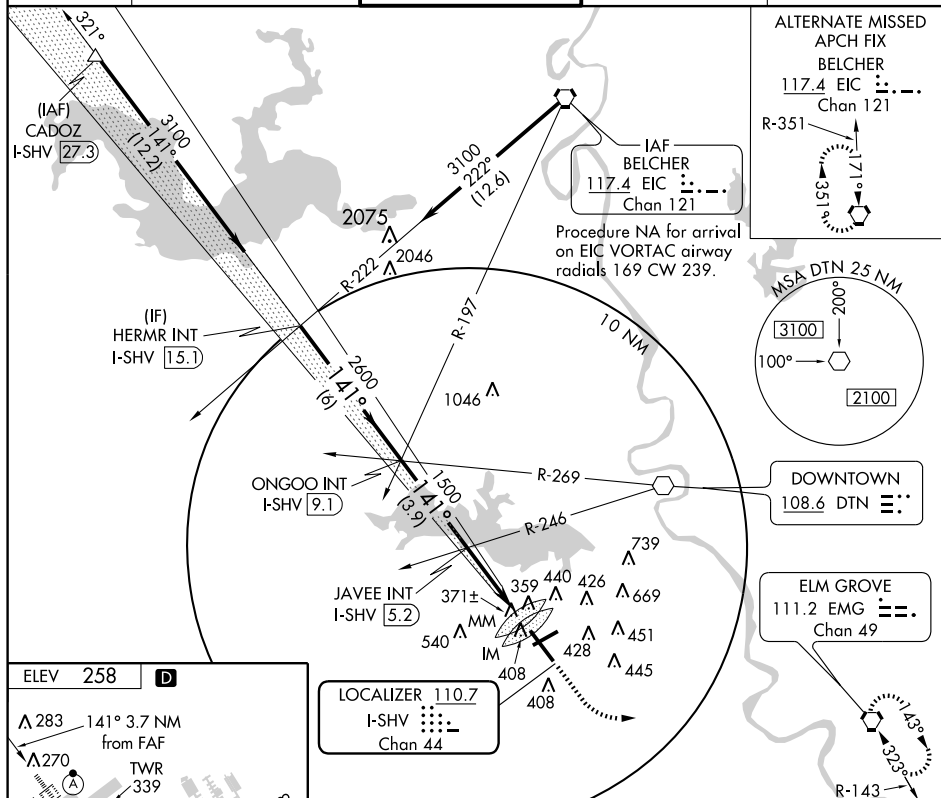 321°
(IAF)
CADOZ
I-SHV 27.3
3100
141°
(12.2)
3100
222°
(12.6)
IAF
BELCHER
117.4 EIC
Chan 121
Procedure NA for arrival
on EIC VORTAC airway
radials 169 CW 239.
ALTERNATE MISSED
APCH FIX
BELCHER
117.4 EIC
Chan 121
R-351
171°
351°
2075
2046
R-222
R-197
10 NM
MSA DTN 25 NM
200°
3100
100°
2100
(IF)
HERMR INT
I-SHV 15.1
2600
141°
(6)
1046
ONGOO INT
I-SHV 9.1
1500
141°
(3.9)
R-269
R-246
DOWNTOWN
108.6 DTN
JAVEE INT
I-SHV 5.2
371±
MM
359
440
426
739
669
540
IM
408
428
451
445
408
ELM GROVE
111.2 EMG
Chan 49
143°
323°
R-143
LOCALIZER 110.7
I-SHV
Chan 44
ELEV 258 D
283
141° 3.7 NM
from FAF
270
A
TWR
339